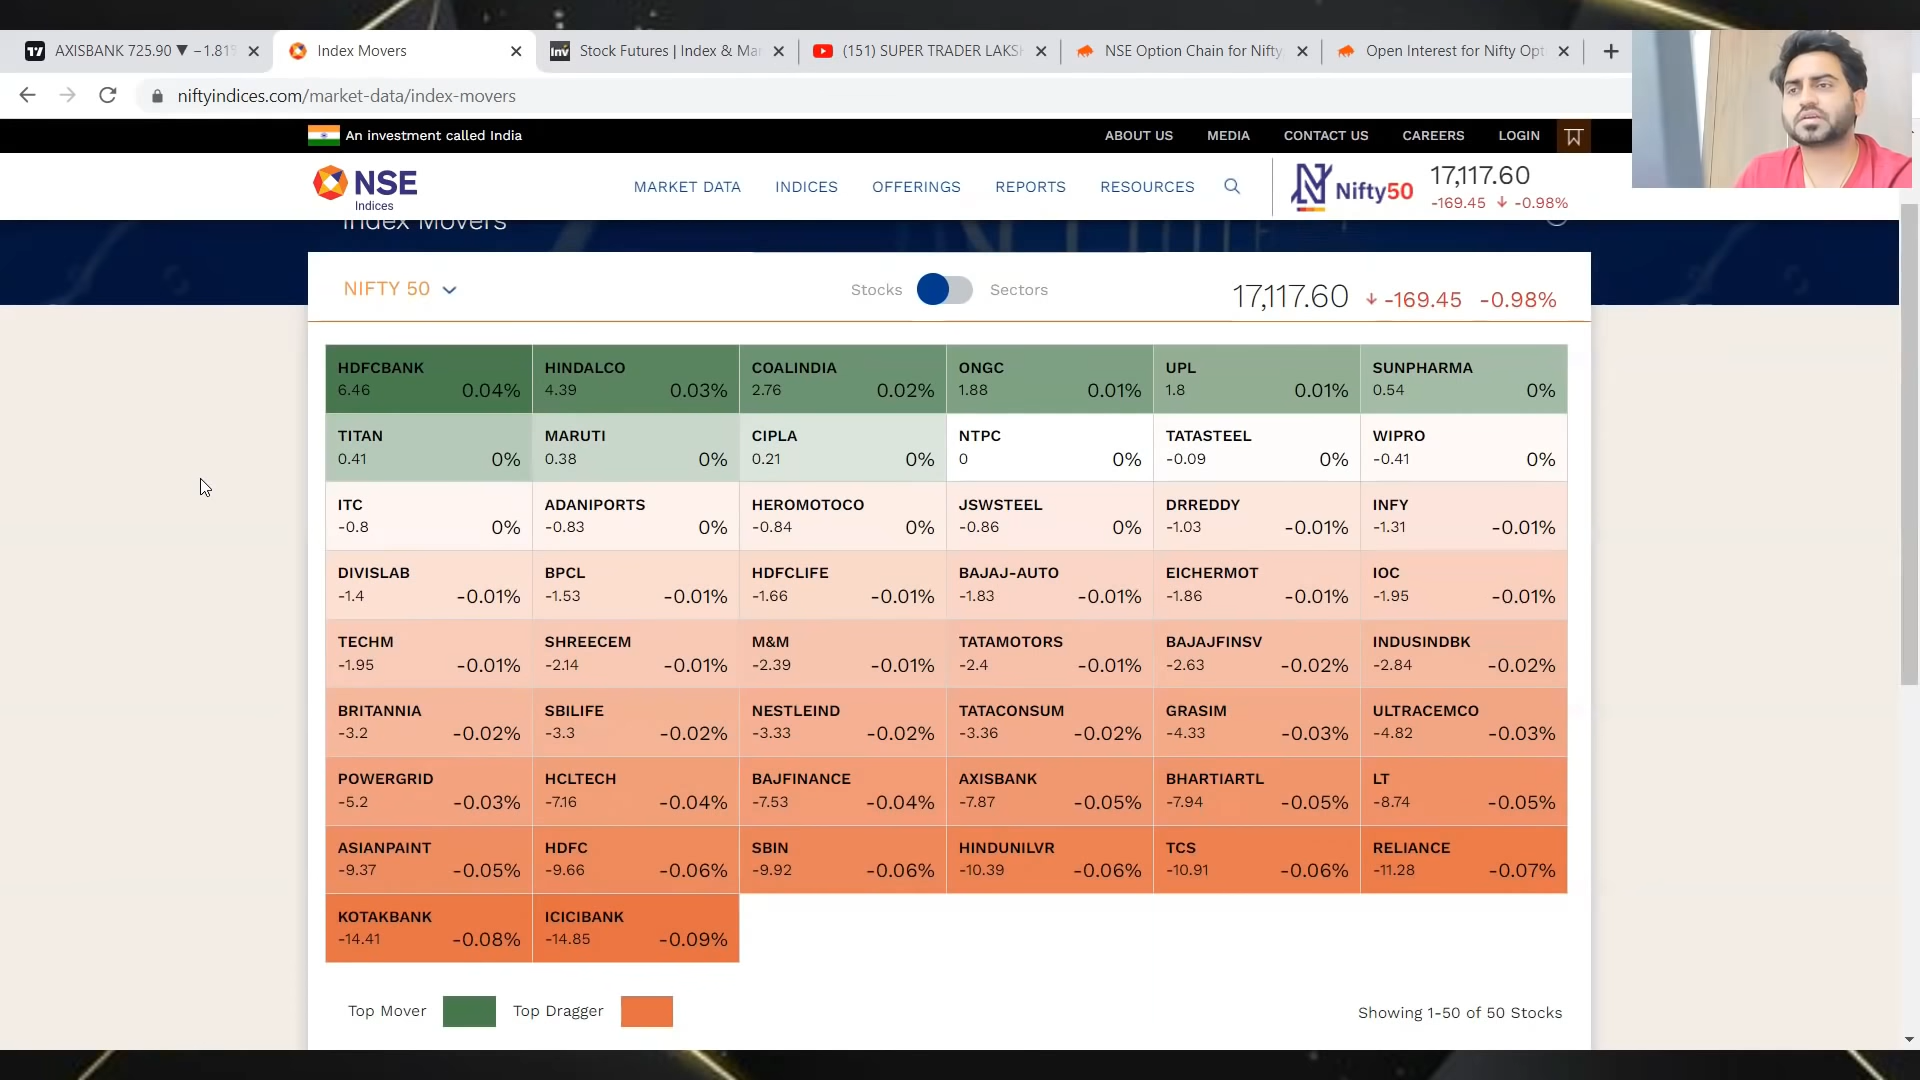 AXISBANK 725.90 ▼ −1.81%
Index Movers
Stock Futures | Index & Ma
(151) SUPER TRADER LAKS
NSE Option Chain for Nifty,
Open Interest for Nifty Opt
niftyindices.com/market-data/index-movers
An investment called India
ABOUT US MEDIA CONTACT US CAREERS LOGIN
NSE
Indices
MARKET DATA INDICES OFFERINGS REPORTS RESOURCES
Nifty50
17,117.60
-169.45 ↓ -0.98%
Index Movers
NIFTY 50
Stocks Sectors
17,117.60 ↓ -169.45 -0.98%
HDFCBANK HINDALCO COALINDIA ONGC UPL SUNPHARMA
6.46 0.04% 4.39 0.03% 2.76 0.02% 1.88 0.01% 1.8 0.01% 0.54 0%
TITAN MARUTI CIPLA NTPC TATASTEEL WIPRO
0.41 0% 0.38 0% 0.21 0% 0 0% -0.09 0% -0.41 0%
ITC ADANIPORTS HEROMOTOCO JSWSTEEL DRREDDY INFY
-0.8 0% -0.83 0% -0.84 0% -0.86 0% -1.03 -0.01% -1.31 -0.01%
DIVISLAB BPCL HDFCLIFE BAJAJ-AUTO EICHERMOT IOC
-1.4 -0.01% -1.53 -0.01% -1.66 -0.01% -1.83 -0.01% -1.86 -0.01% -1.95 -0.01%
TECHM SHREECEM M&M TATAMOTORS BAJAJFINSV INDUSINDBK
-1.95 -0.01% -2.14 -0.01% -2.39 -0.01% -2.4 -0.01% -2.63 -0.02% -2.84 -0.02%
BRITANNIA SBILIFE NESTLEIND TATACONSUM GRASIM ULTRACEMCO
-3.2 -0.02% -3.3 -0.02% -3.33 -0.02% -3.36 -0.02% -4.33 -0.03% -4.82 -0.03%
POWERGRID HCLTECH BAJFINANCE AXISBANK BHARTIARTL LT
-5.2 -0.03% -7.16 -0.04% -7.53 -0.04% -7.87 -0.05% -7.94 -0.05% -8.74 -0.05%
ASIANPAINT HDFC SBIN HINDUNILVR TCS RELIANCE
-9.37 -0.05% -9.66 -0.06% -9.92 -0.06% -10.39 -0.06% -10.91 -0.06% -11.28 -0.07%
KOTAKBANK ICICIBANK
-14.41 -0.08% -14.85 -0.09%
Top Mover Top Dragger
Showing 1-50 of 50 Stocks